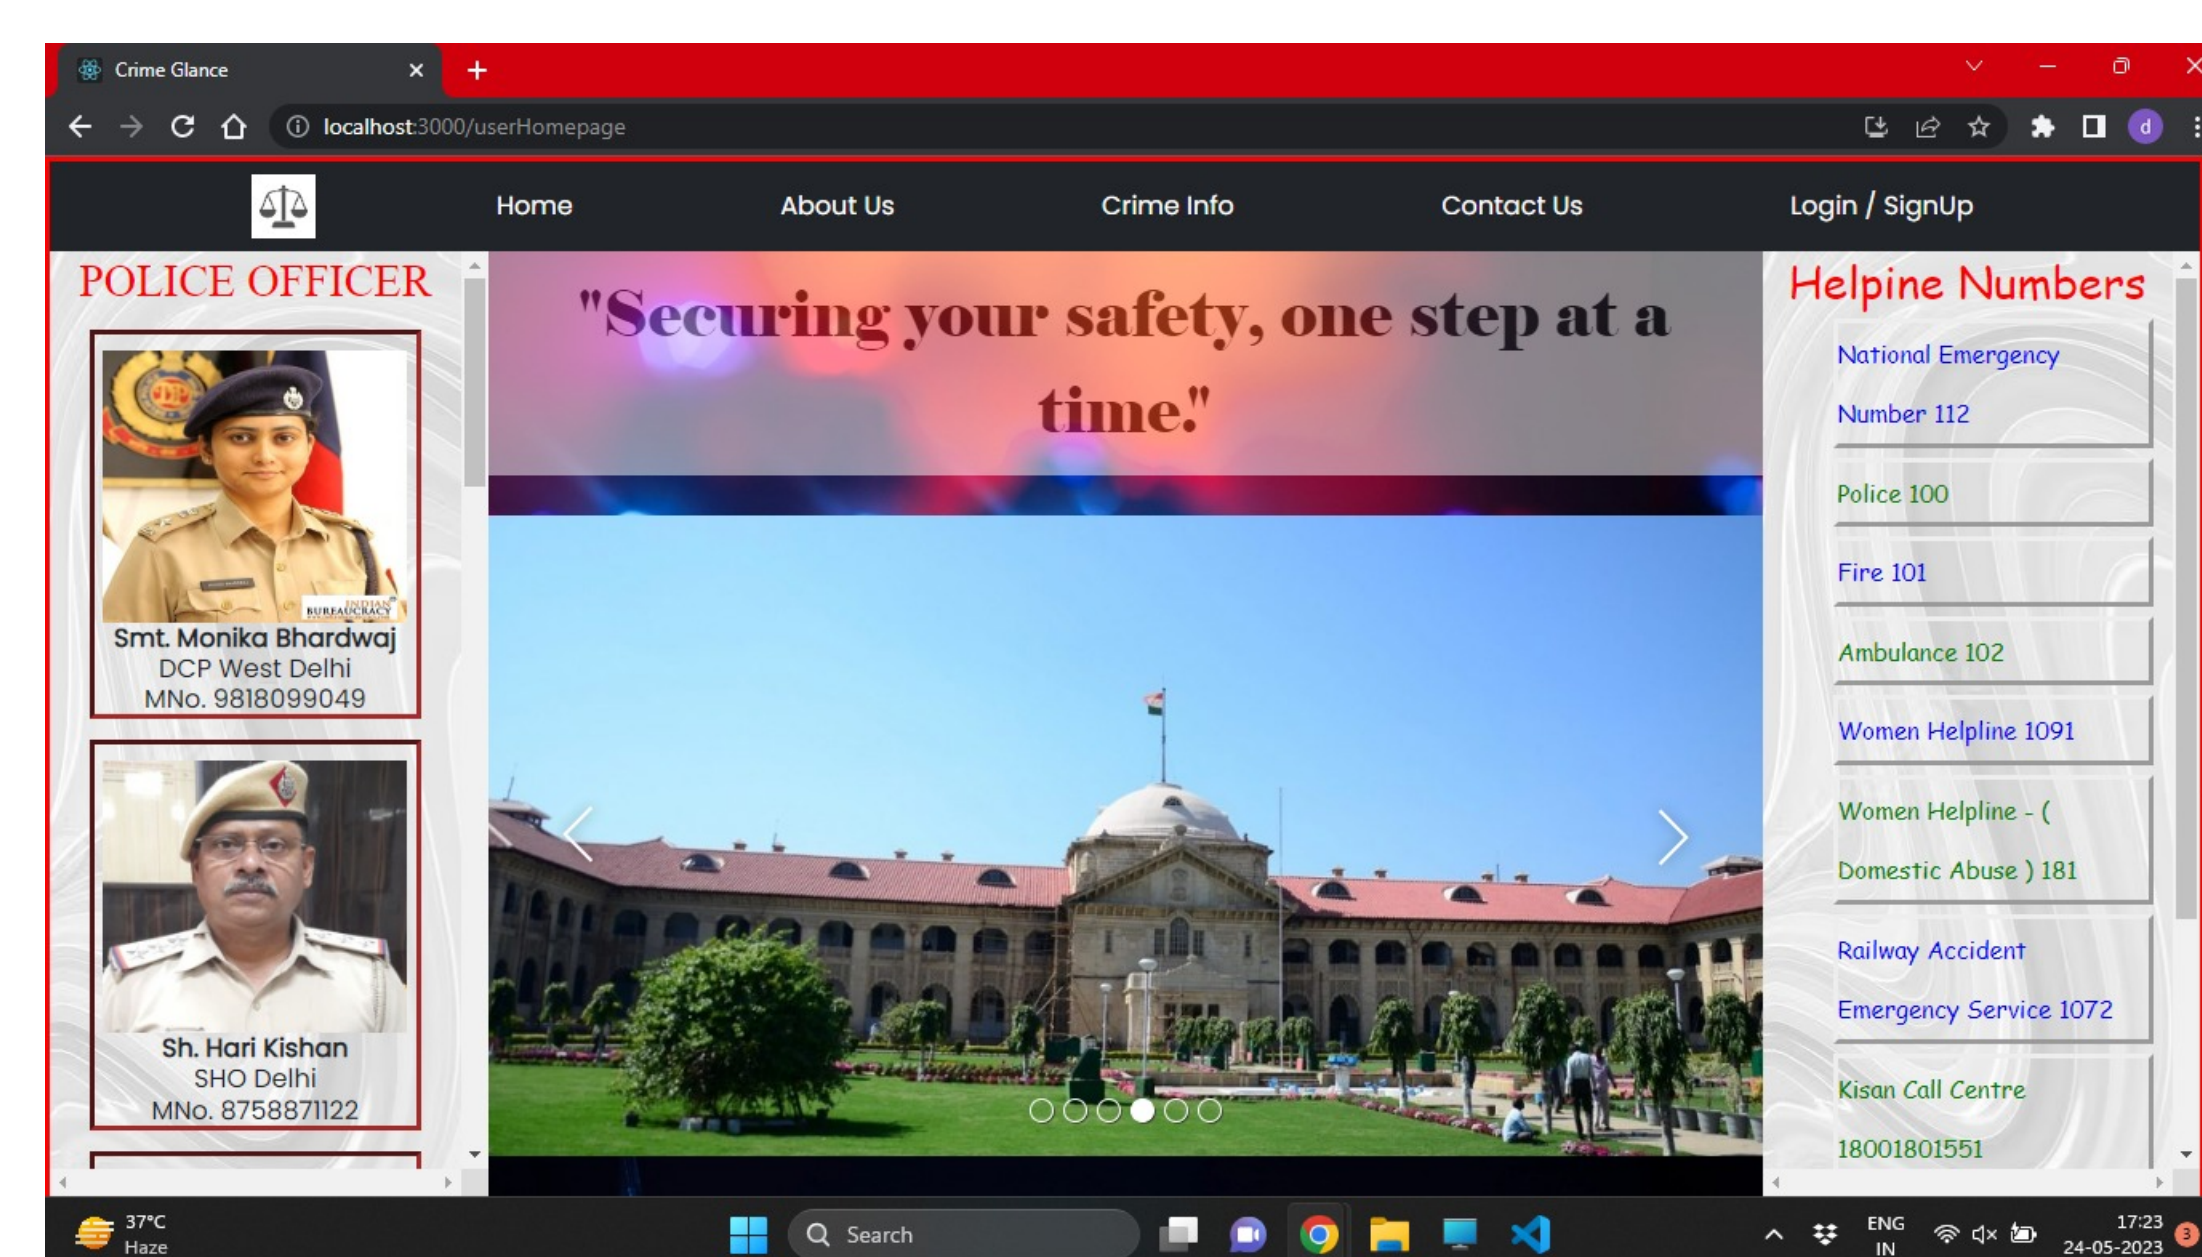 Crime Glance
localhost:3000/userHomepage
d
Home
About Us
Crime Info
Contact Us
Login / SignUp
POLICE OFFICER
INDIAN
BUREAUCRACY
Smt. Monika Bhardwaj
DCP West Delhi
MNo. 9818099049
Sh. Hari Kishan
SHO Delhi
MNo. 8758871122
"Securing your safety, one step at a
time."
Helpine Numbers
National Emergency
Number 112
Police 100
Fire 101
Ambulance 102
Women Helpline 1091
Women Helpline - (
Domestic Abuse ) 181
Railway Accident
Emergency Service 1072
Kisan Call Centre
18001801551
37°C
Haze
Search
ENG
IN
17:23
24-05-2023
3